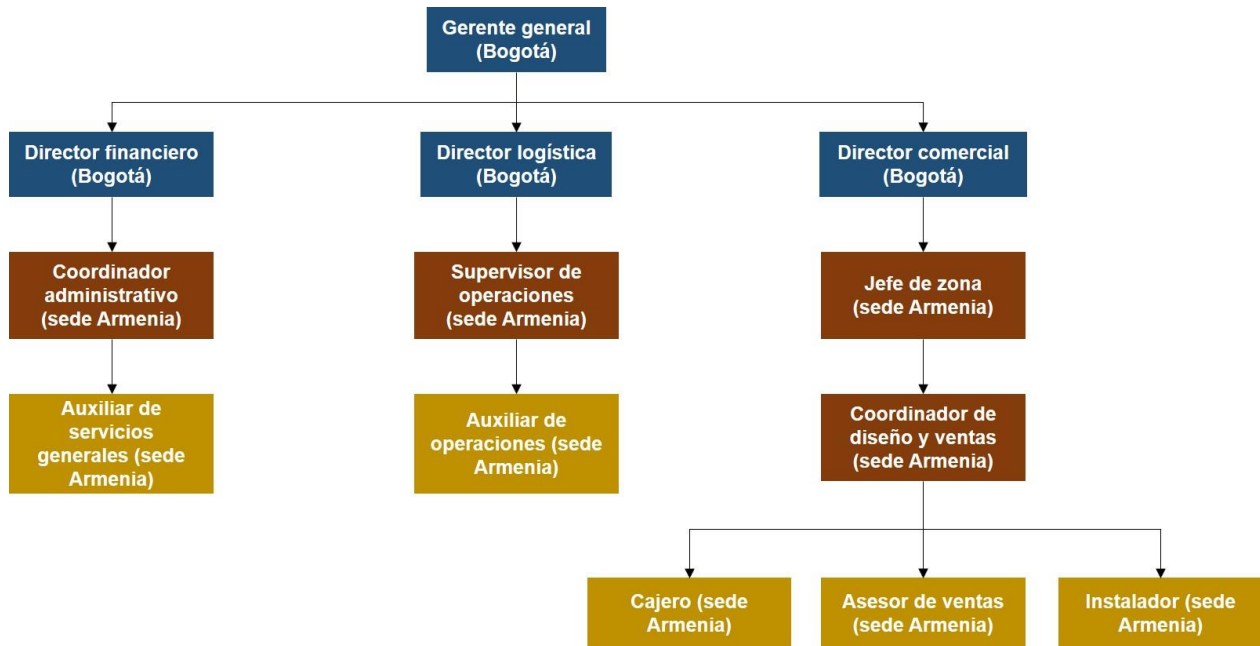 Gerente general
(Bogotá)
Director financiero
(Bogotá)
Director logística
(Bogotá)
Director comercial
(Bogotá)
Coordinador
administrativo
(sede Armenia)
Supervisor de
operaciones
(sede Armenia)
Jefe de zona
(sede Armenia)
Auxiliar de
servicios
generales (sede
Armenia)
Auxiliar de
operaciones (sede
Armenia)
Coordinador de
diseño y ventas
(sede Armenia)
Cajero (sede
Armenia)
Asesor de ventas
(sede Armenia)
Instalador (sede
Armenia)